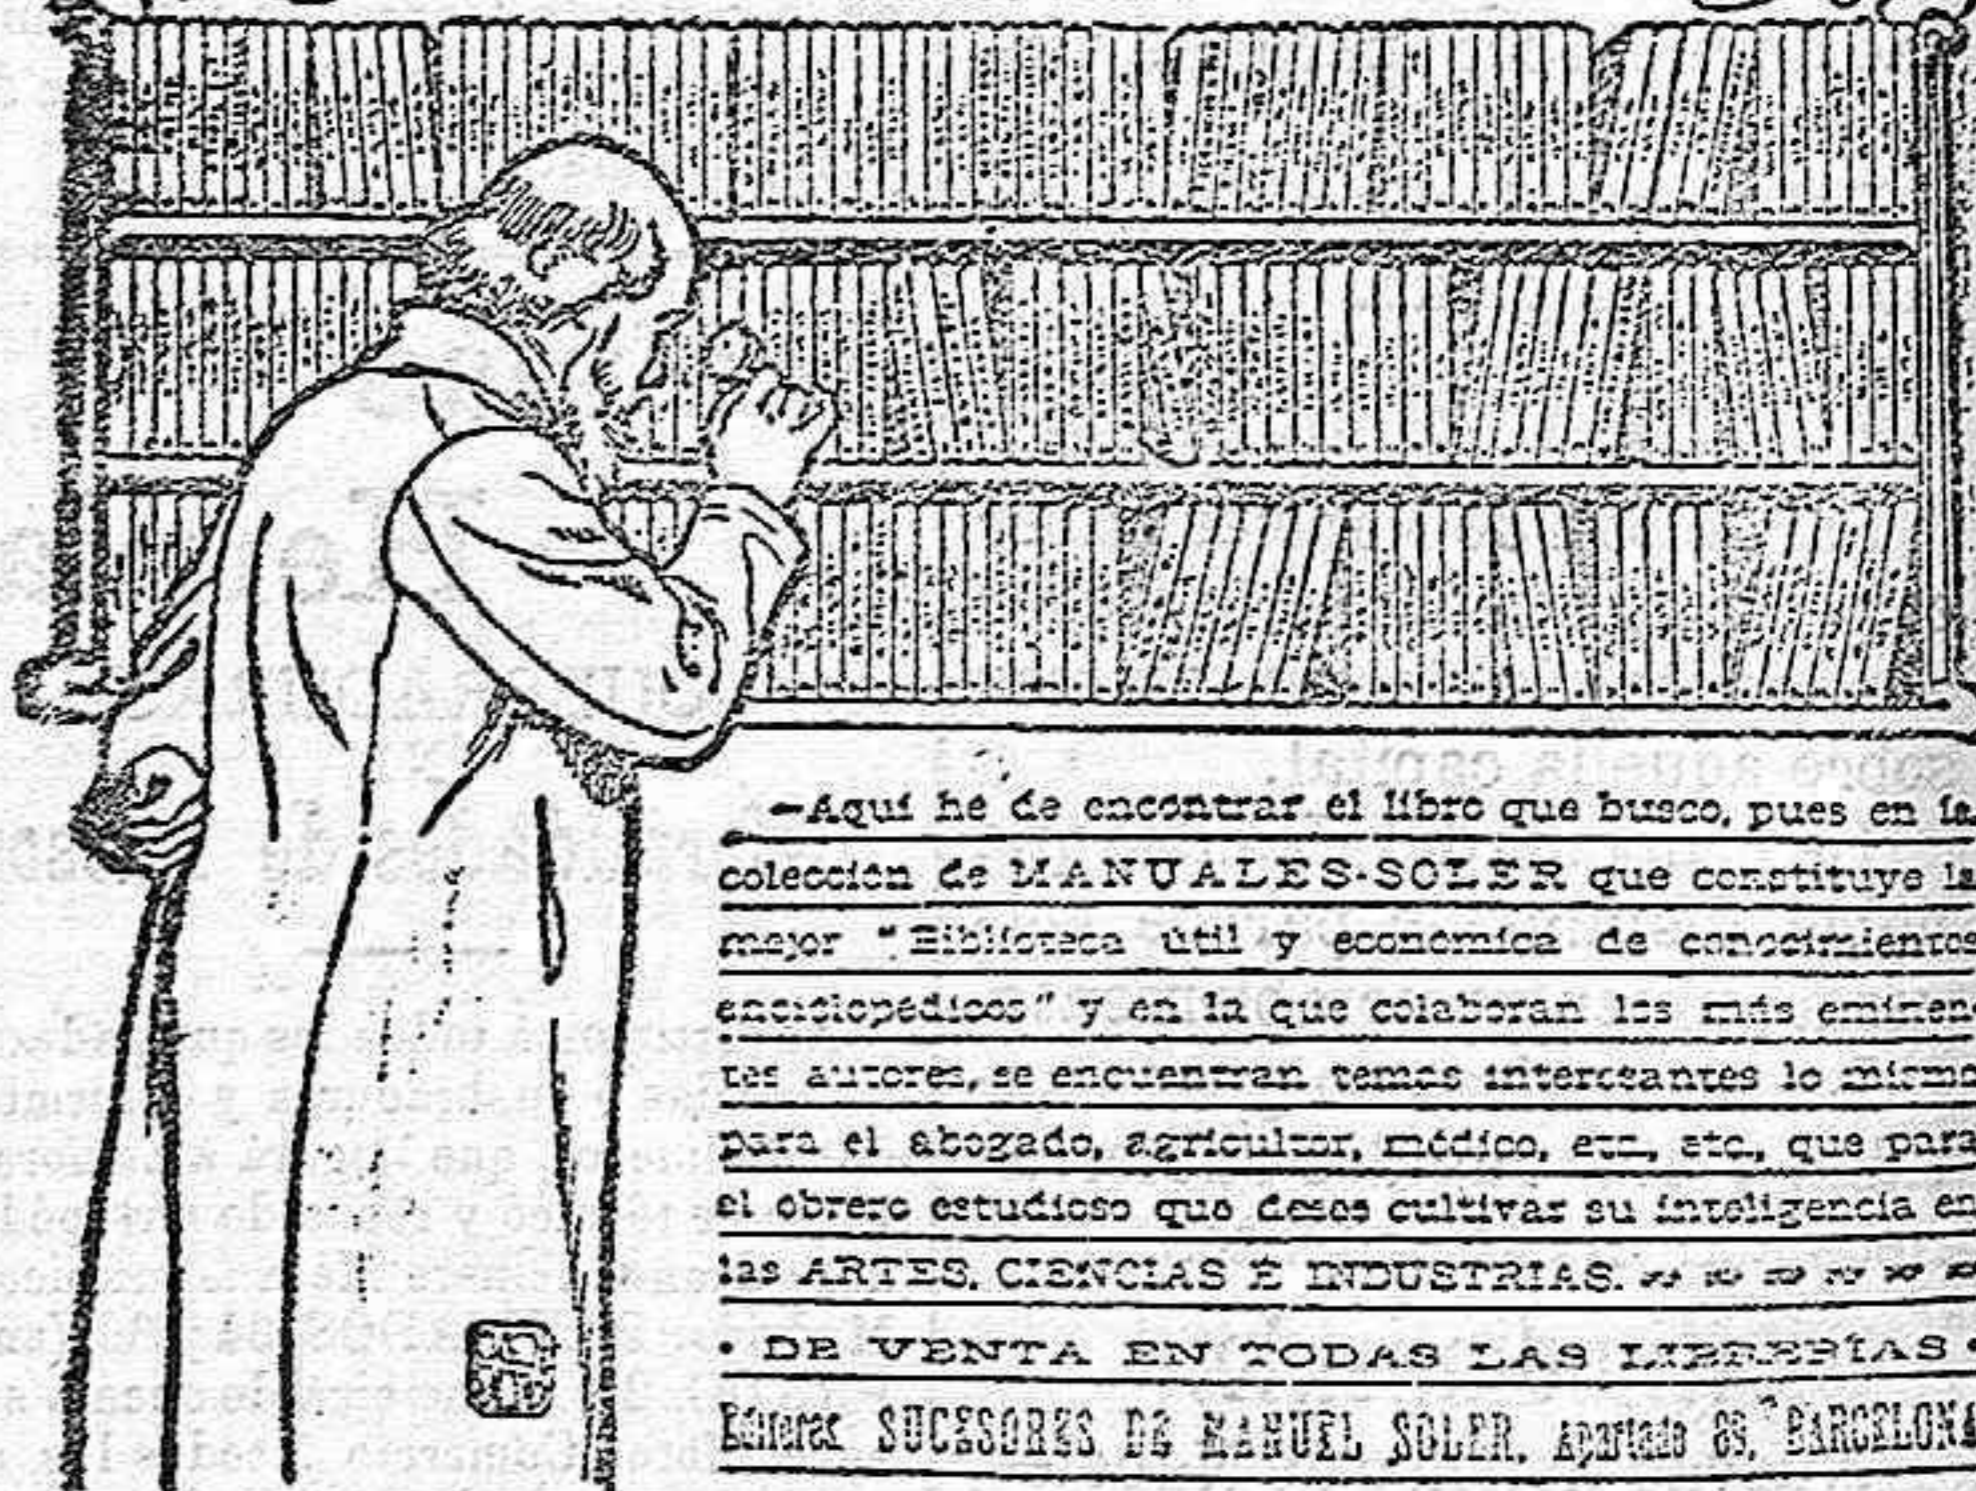 —Aquí he de encontrar el libro que busco, pues en la
colección de MANUALES-SOLER que constituye la
mejor "Biblioteca útil y económica de conocimientos
enciclopédicos" y en la que colaboran los más eminen-
tes autores, se encuentran temas interesantes lo mismo
para el abogado, agricultor, médico, etc., etc., que para
el obrero estudioso que desee cultivar su inteligencia en
las ARTES, CIENCIAS É INDUSTRIAS.
• DE VENTA EN TODAS LAS LIBRERÍAS •
Editores SUCESORES DE MANUEL SOLER. Apartado 89, BARCELONA